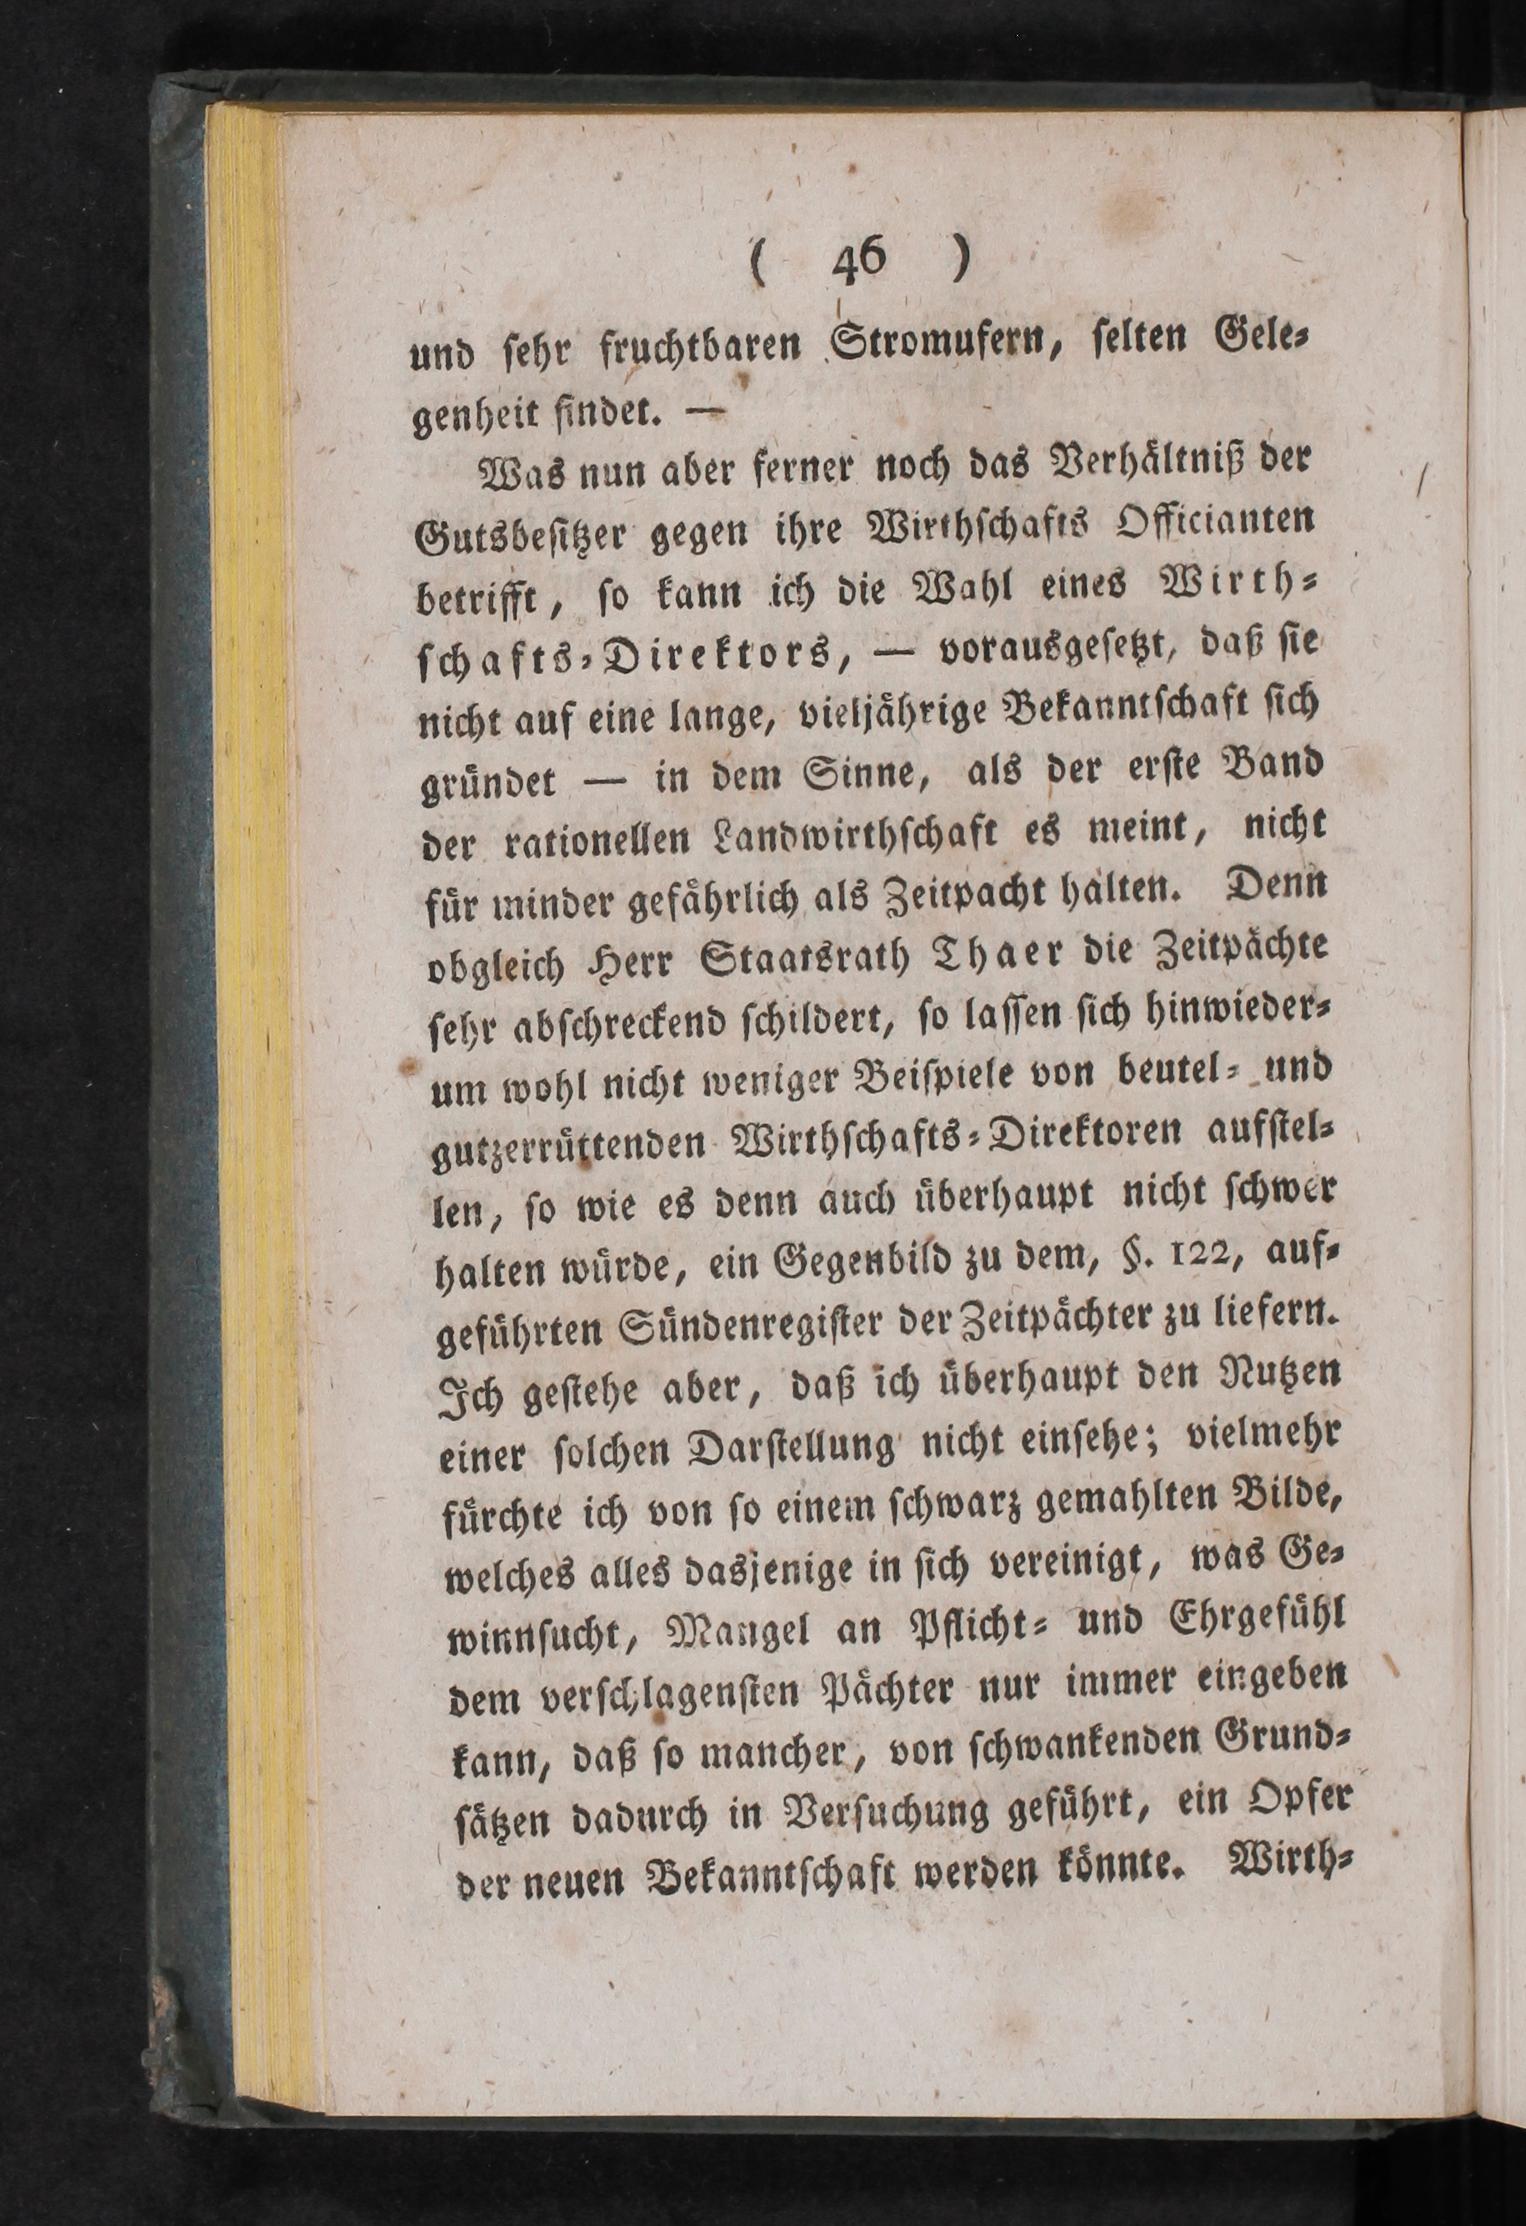 ( 46 )
und ſehr fruchtbaren Stromufern, ſelten Gele⸗
genheit findet. —
Was nun aber ferner noch das Verhältniß der
Gutsbeſitzer gegen ihre Wirthſchafts Officianten
betrifft, ſo kann ich die Wahl eines Wirth⸗
ſchafts⸗Direktors, — vorausgeſetzt, daß ſie
nicht auf eine lange, vieljährige Bekanntſchaft ſich
gründet — in dem Sinne, als der erſte Band
der rationellen Landwirthſchaft es meint, nicht
für minder gefährlich als Zeitpacht halten. Denn
obgleich Herr Staatsrath Thaer die Zeitpächte
ſehr abſchreckend ſchildert, ſo laſſen ſich hinwieder⸗
um wohl nicht weniger Beiſpiele von beutel⸗ und
gutzerrüttenden Wirthſchafts⸗Direktoren aufſtel⸗
len, ſo wie es denn auch überhaupt nicht ſchwer
halten würde, ein Gegenbild zu dem, §. 122, auf⸗
geführten Sündenregiſter der Zeitpächter zu liefern.
Ich geſtehe aber, daß ich überhaupt den Nutzen
einer ſolchen Darſtellung nicht einſehe; vielmehr
fürchte ich von ſo einem ſchwarz gemahlten Bilde,
welches alles dasjenige in ſich vereinigt, was Ge⸗
winnſucht, Mangel an Pflicht⸗ und Ehrgefühl
dem verſchlagenſten Pächter nur immer eingeben
kann, daß ſo mancher, von ſchwankenden Grund⸗
ſätzen dadurch in Verſuchung geführt, ein Opfer
der neuen Bekanntſchaft werden könnte. Wirth⸗